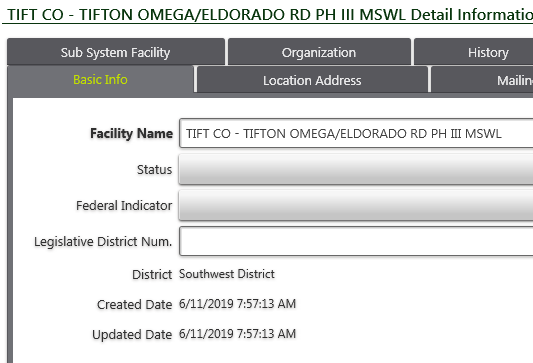 TIFT CO - TIFTON OMEGA/ELDORADO RD PH III MSWL Detail Informatio
Sub System Facility Organization History
Basic Info Location Address Mailin
Facility Name TIFT CO - TIFTON OMEGA/ELDORADO RD PH III MSWL
Status
Federal Indicator
Legislative District Num.
District Southwest District
Created Date 6/11/2019 7:57:13 AM
Updated Date 6/11/2019 7:57:13 AM